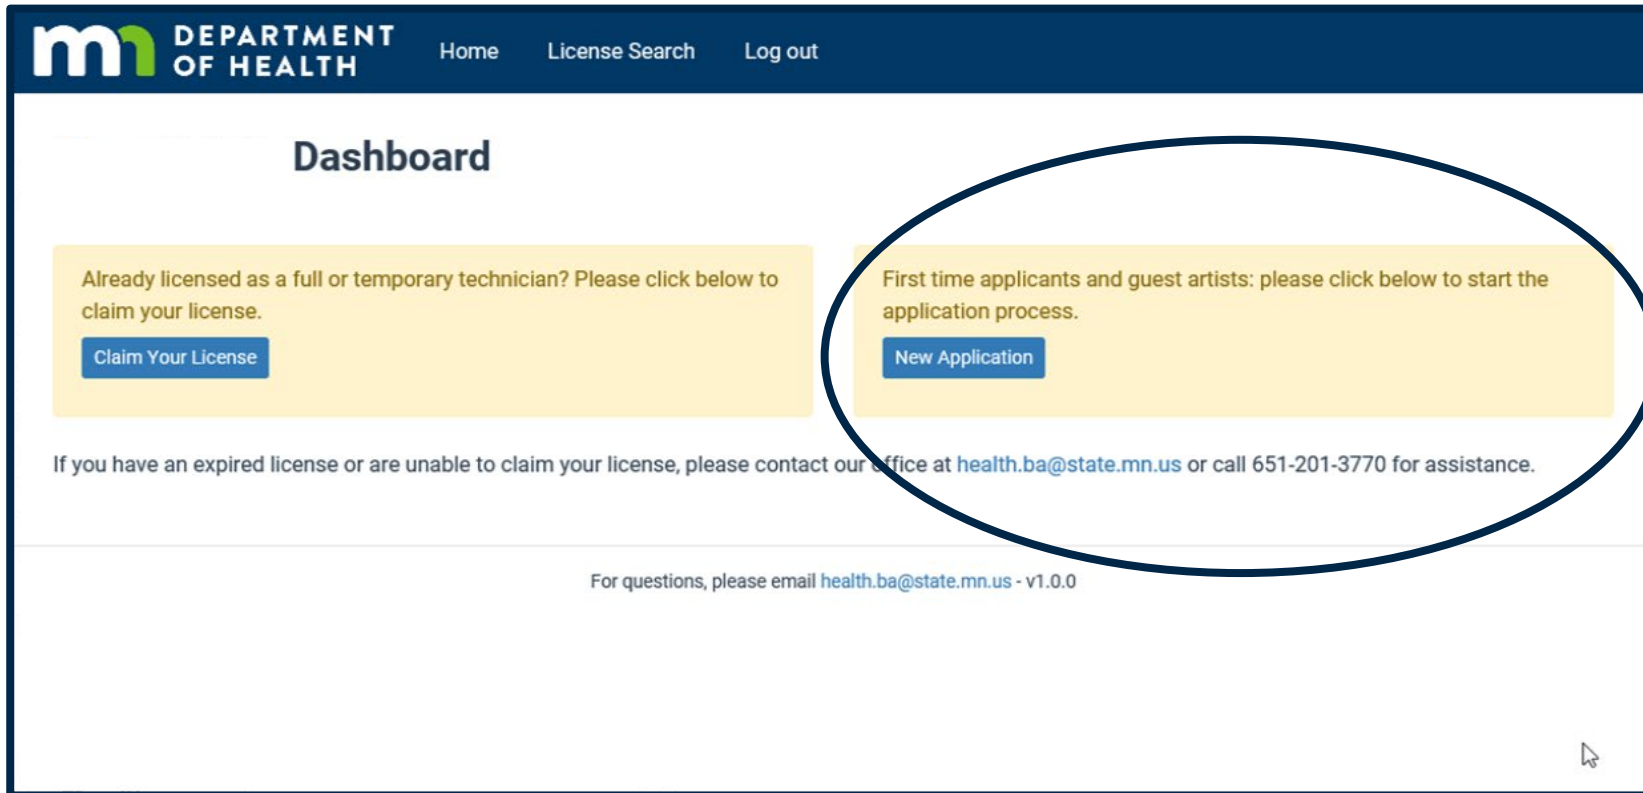 mn DEPARTMENT
OF HEALTH
Home License Search Log out
Dashboard
Already licensed as a full or temporary technician? Please click below to
claim your license.
Claim Your License
First time applicants and guest artists: please click below to start the
application process.
New Application
If you have an expired license or are unable to claim your license, please contact our office at health.ba@state.mn.us or call 651-201-3770 for assistance.
For questions, please email health.ba@state.mn.us - v1.0.0